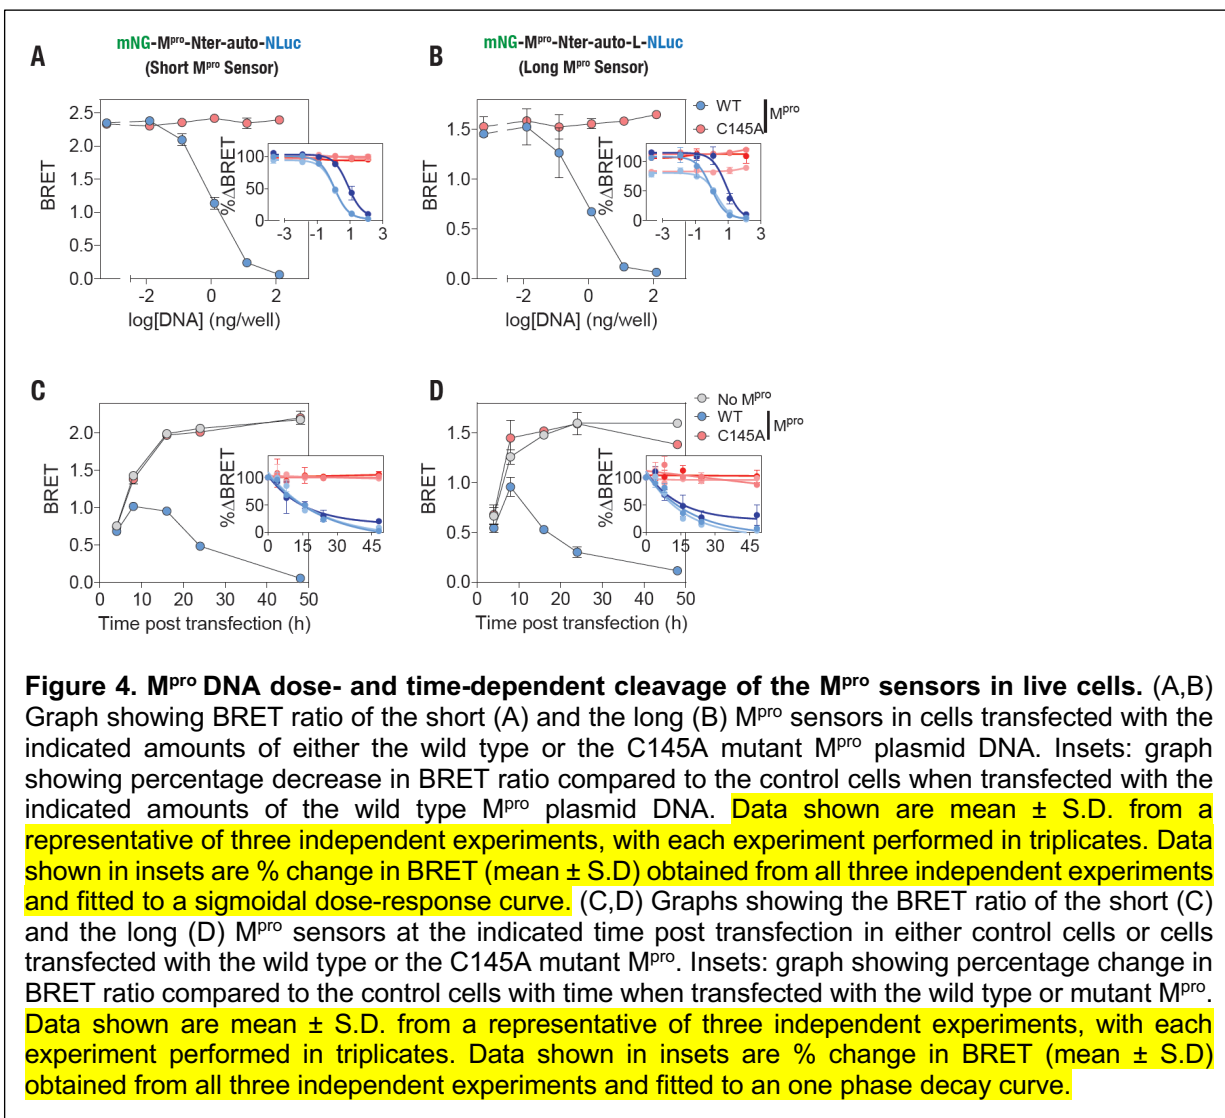 A
mNG-Mpro-Nter-auto-NLuc
(Short Mpro Sensor)
2.5
2.0
1.5
1.0
0.5
0.0
BRET
-2
0
2
log[DNA] (ng/well)
%ΔBRET
100
50
0
-3
-1
1
3
B
mNG-Mpro-Nter-auto-L-NLuc
(Long Mpro Sensor)
WT
C145A
Mpro
1.5
1.0
0.5
0.0
BRET
-2
0
2
log[DNA] (ng/well)
%ΔBRET
100
50
0
-3
-1
1
3
C
2.0
1.5
1.0
0.5
0.0
BRET
0
10
20
30
40
50
Time post transfection (h)
%ΔBRET
100
75
50
25
0
0
15
30
45
D
No Mpro
WT
C145A
Mpro
1.5
1.0
0.5
0.0
BRET
0
10
20
30
40
50
Time post transfection (h)
%ΔBRET
100
75
50
25
0
0
15
30
45
Figure 4. Mpro DNA dose- and time-dependent cleavage of the Mpro sensors in live cells. (A,B)
Graph showing BRET ratio of the short (A) and the long (B) Mpro sensors in cells transfected with the
indicated amounts of either the wild type or the C145A mutant Mpro plasmid DNA. Insets: graph
showing percentage decrease in BRET ratio compared to the control cells when transfected with the
indicated amounts of the wild type Mpro plasmid DNA. Data shown are mean ± S.D. from a
representative of three independent experiments, with each experiment performed in triplicates. Data
shown in insets are % change in BRET (mean ± S.D) obtained from all three independent experiments
and fitted to a sigmoidal dose-response curve. (C,D) Graphs showing the BRET ratio of the short (C)
and the long (D) Mpro sensors at the indicated time post transfection in either control cells or cells
transfected with the wild type or the C145A mutant Mpro. Insets: graph showing percentage change in
BRET ratio compared to the control cells with time when transfected with the wild type or mutant Mpro.
Data shown are mean ± S.D. from a representative of three independent experiments, with each
experiment performed in triplicates. Data shown in insets are % change in BRET (mean ± S.D)
obtained from all three independent experiments and fitted to an one phase decay curve.